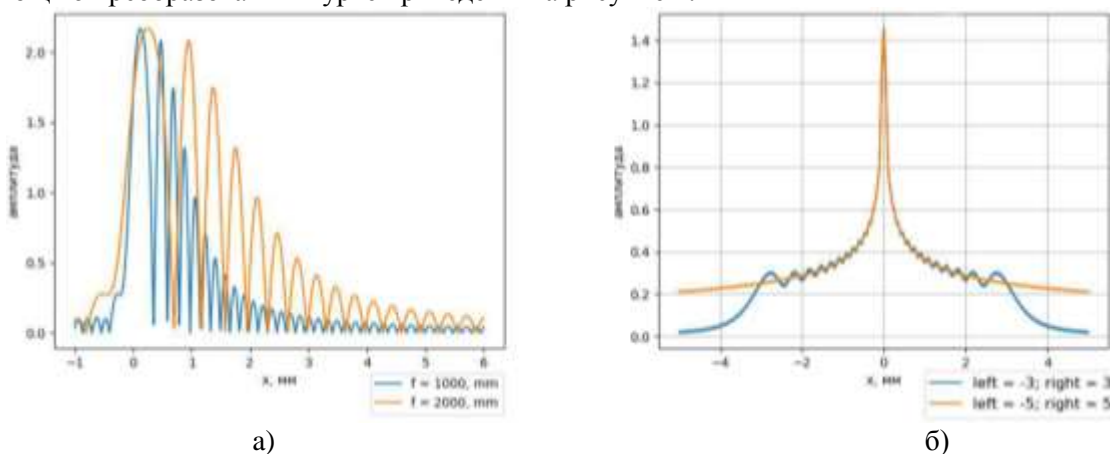 2.0
1.5
1.0
0.5
0.0
амплитуда
−1 0 1 2 3 4 5 6
x, мм
f = 1000, mm
f = 2000, mm
а)
1.4
1.2
1.0
0.8
0.6
0.4
0.2
0.0
амплитуда
−4 −2 0 2 4
x, мм
left = -3; right = 3
left = -5; right = 5
б)